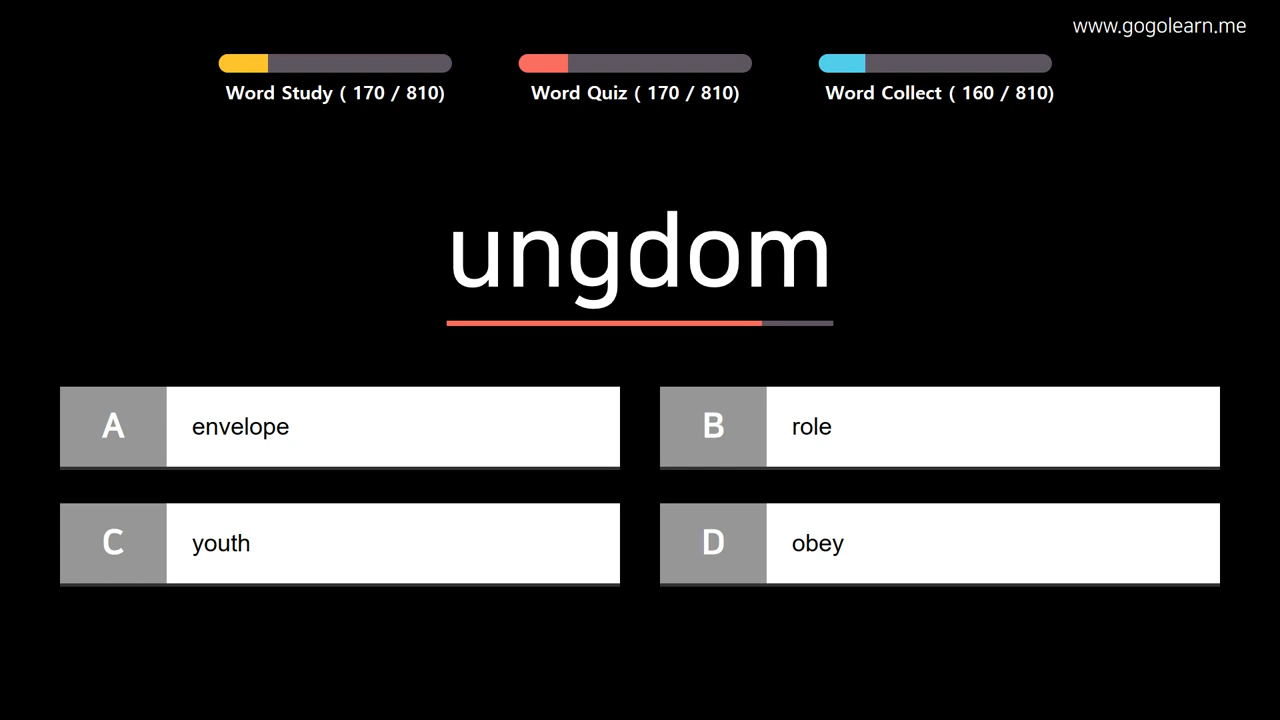 www.gogolearn.me
Word Study ( 170 / 810)
Word Quiz ( 170 / 810)
Word Collect ( 160 / 810)
ungdom
A envelope
B role
C youth
D obey